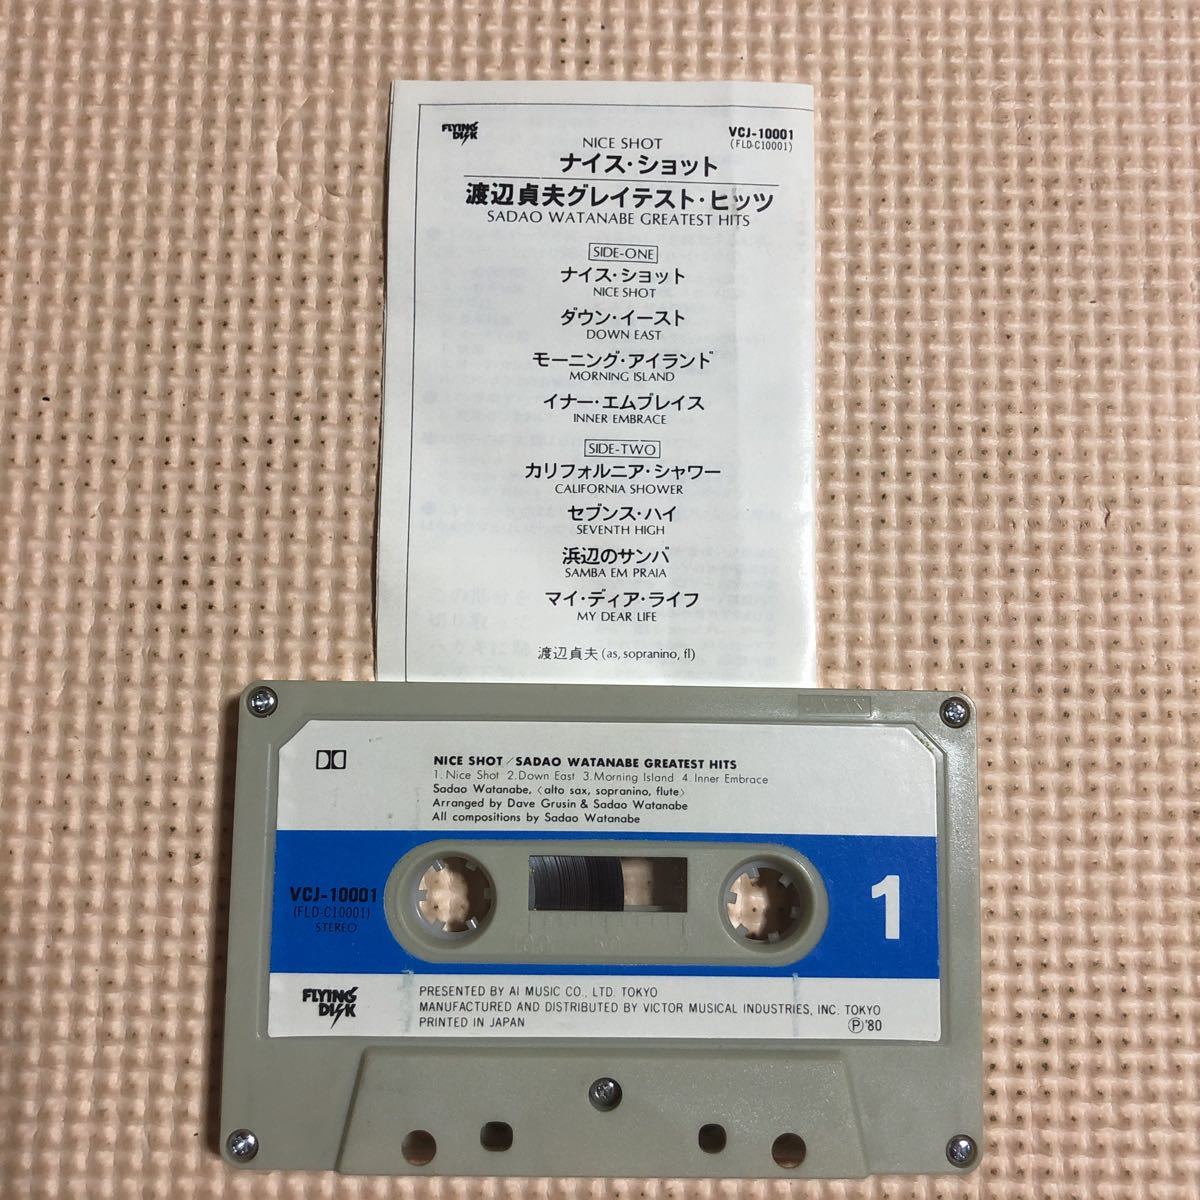 FLYING DISK
VCJ-10001
(FLD-C10001)
NICE SHOT
ナイス・ショット
渡辺貞夫グレイテスト・ヒッツ
SADAO WATANABE GREATEST HITS
SIDE-ONE
ナイス・ショット
NICE SHOT
ダウン・イースト
DOWN EAST
モーニング・アイランド
MORNING ISLAND
イナー・エムブレイス
INNER EMBRACE
SIDE-TWO
カリフォルニア・シャワー
CALIFORNIA SHOWER
セブンス・ハイ
SEVENTH HIGH
浜辺のサンバ
SAMBA EM PRAIA
マイ・ディア・ライフ
MY DEAR LIFE
渡辺貞夫(as, sopranino, fl)
NICE SHOT/SADAO WATANABE GREATEST HITS
1. Nice Shot 2.Down East 3.Morning Island 4. Inner Embrace
Sadao Watanabe, 〈alto sax, sopranino, flute〉
Arranged by Dave Grusin & Sadao Watanabe
All compositions by Sadao Watanabe
VCJ-10001
(FLD-C10001)
STEREO
1
FLYING DISK
PRESENTED BY AI MUSIC CO., LTD. TOKYO
MANUFACTURED AND DISTRIBUTED BY VICTOR MUSICAL INDUSTRIES, INC. TOKYO
PRINTED IN JAPAN
Ⓟ'80